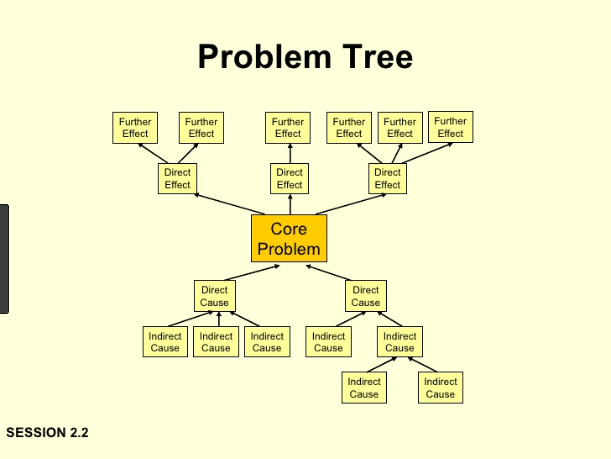 Problem Tree
Further
Effect
Further
Effect
Further
Effect
Further
Effect
Further
Effect
Further
Effect
Direct
Effect
Direct
Effect
Direct
Effect
Core
Problem
Direct
Cause
Direct
Cause
Indirect
Cause
Indirect
Cause
Indirect
Cause
Indirect
Cause
Indirect
Cause
Indirect
Cause
Indirect
Cause
SESSION 2.2